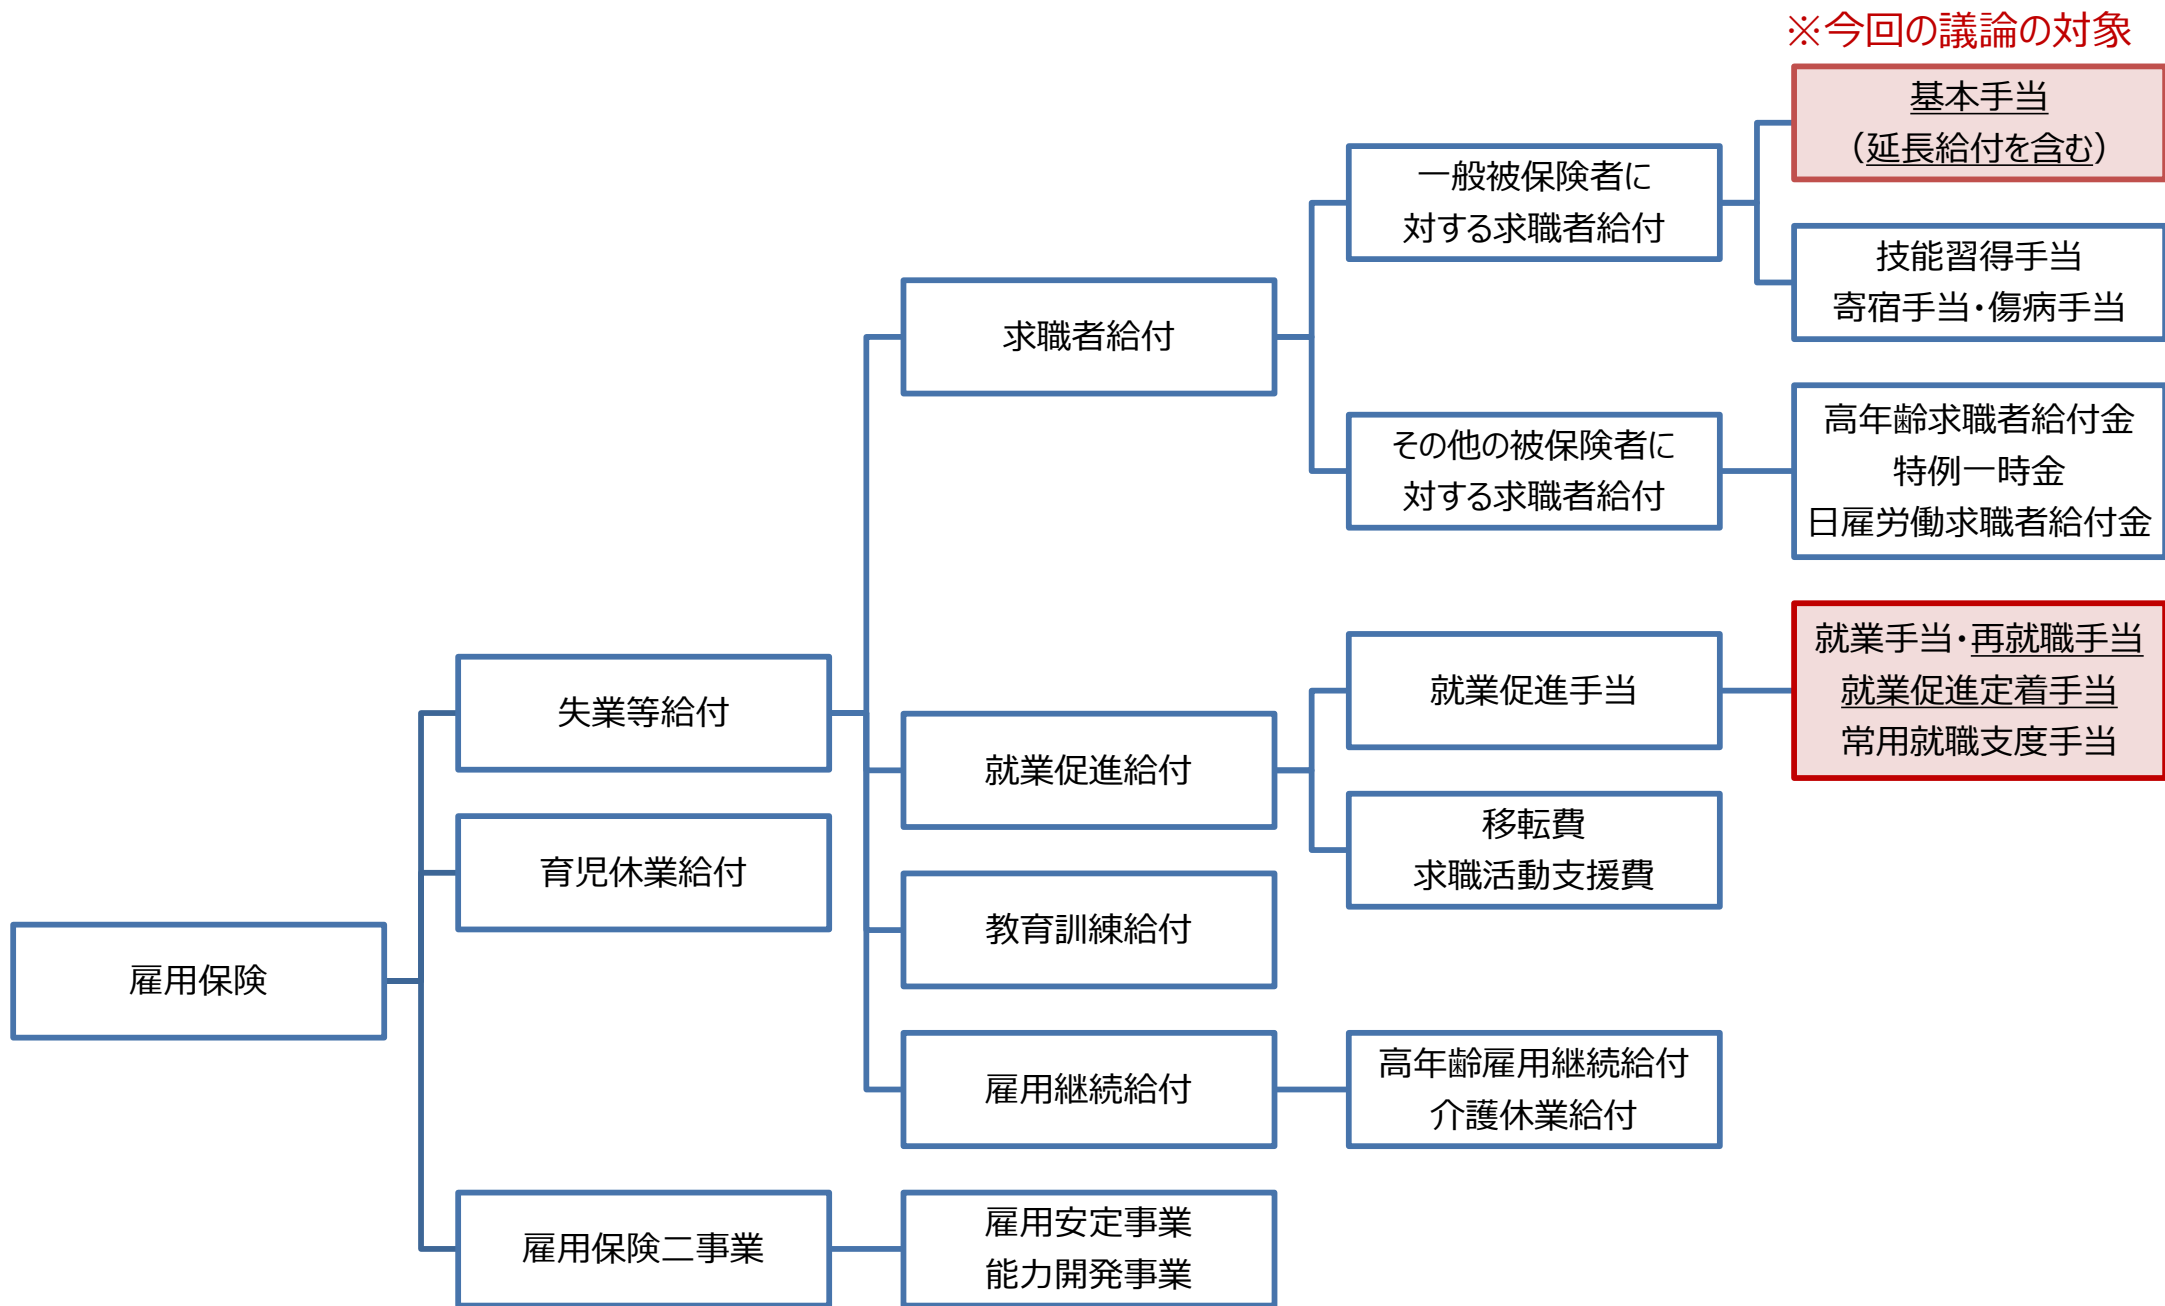 ※今回の議論の対象
基本手当
（延長給付を含む）
一般被保険者に
対する求職者給付
技能習得手当
寄宿手当・傷病手当
求職者給付
高年齢求職者給付金
特例一時金
日雇労働求職者給付金
その他の被保険者に
対する求職者給付
就業手当・再就職手当
就業促進定着手当
常用就職支度手当
就業促進手当
失業等給付
就業促進給付
移転費
求職活動支援費
育児休業給付
教育訓練給付
雇用保険
雇用継続給付
高年齢雇用継続給付
介護休業給付
雇用保険二事業
雇用安定事業
能力開発事業